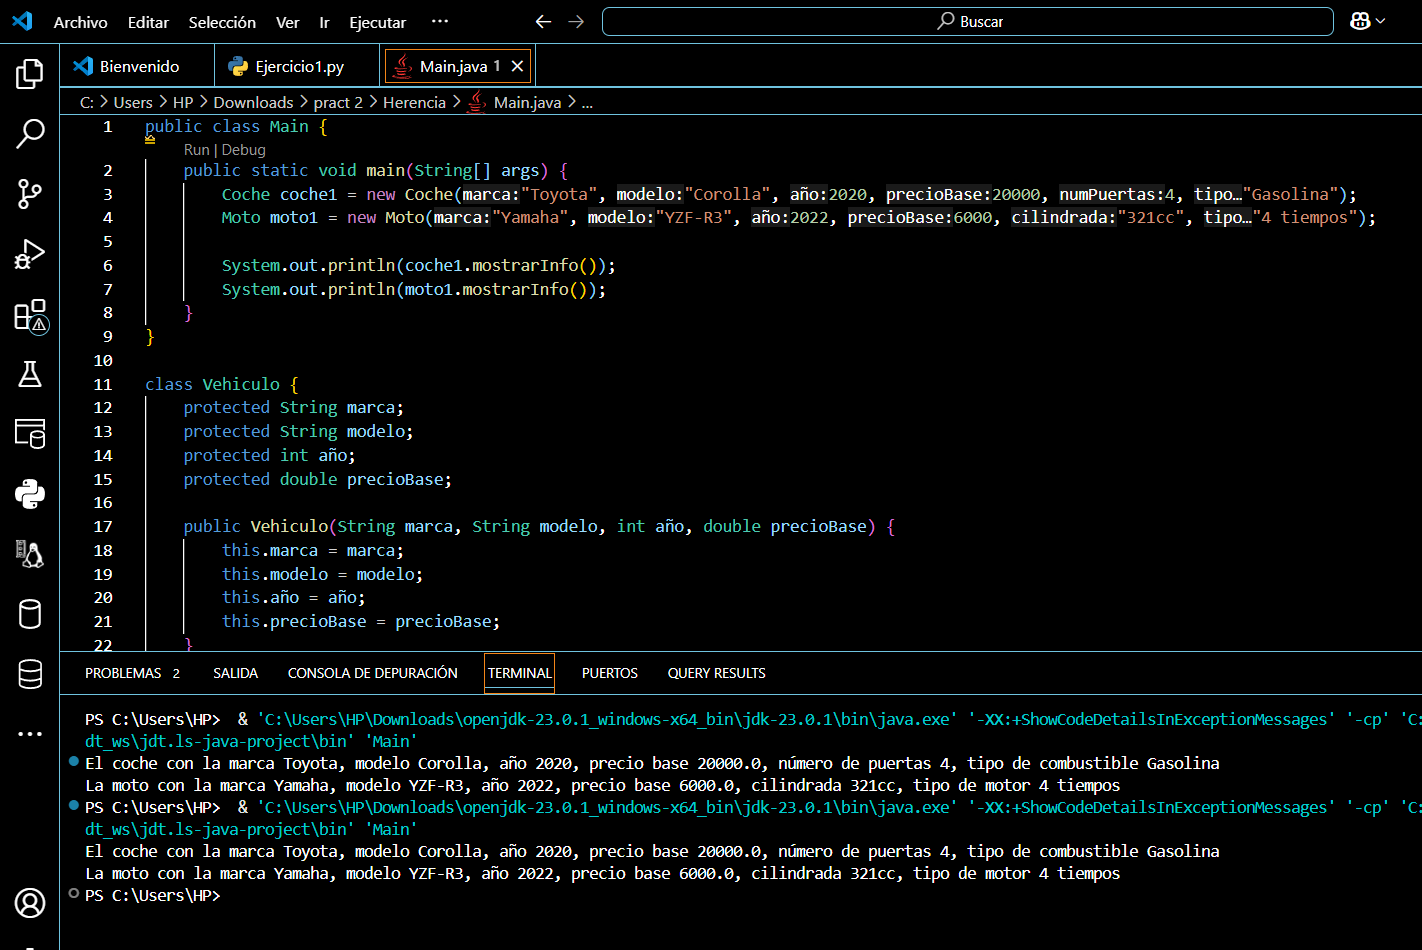 Archivo Editar Selección Ver Ir Ejecutar ··· Buscar
Bienvenido Ejercicio1.py Main.java 1
C: > Users > HP > Downloads > pract 2 > Herencia > Main.java > ...
1 public class Main {
Run | Debug
2 public static void main(String[] args) {
3 Coche coche1 = new Coche(marca:"Toyota", modelo:"Corolla", año:2020, precioBase:20000, numPuertas:4, tipo…"Gasolina");
4 Moto moto1 = new Moto(marca:"Yamaha", modelo:"YZF-R3", año:2022, precioBase:6000, cilindrada:"321cc", tipo…"4 tiempos");
5
6 System.out.println(coche1.mostrarInfo());
7 System.out.println(moto1.mostrarInfo());
8 }
9 }
10
11 class Vehiculo {
12 protected String marca;
13 protected String modelo;
14 protected int año;
15 protected double precioBase;
16
17 public Vehiculo(String marca, String modelo, int año, double precioBase) {
18 this.marca = marca;
19 this.modelo = modelo;
20 this.año = año;
21 this.precioBase = precioBase;
22 }
PROBLEMAS 2 SALIDA CONSOLA DE DEPURACIÓN TERMINAL PUERTOS QUERY RESULTS
PS C:\Users\HP> & 'C:\Users\HP\Downloads\openjdk-23.0.1_windows-x64_bin\jdk-23.0.1\bin\java.exe' '-XX:+ShowCodeDetailsInExceptionMessages' '-cp' 'C:
dt_ws\jdt.ls-java-project\bin' 'Main'
El coche con la marca Toyota, modelo Corolla, año 2020, precio base 20000.0, número de puertas 4, tipo de combustible Gasolina
La moto con la marca Yamaha, modelo YZF-R3, año 2022, precio base 6000.0, cilindrada 321cc, tipo de motor 4 tiempos
PS C:\Users\HP> & 'C:\Users\HP\Downloads\openjdk-23.0.1_windows-x64_bin\jdk-23.0.1\bin\java.exe' '-XX:+ShowCodeDetailsInExceptionMessages' '-cp' 'C:
dt_ws\jdt.ls-java-project\bin' 'Main'
El coche con la marca Toyota, modelo Corolla, año 2020, precio base 20000.0, número de puertas 4, tipo de combustible Gasolina
La moto con la marca Yamaha, modelo YZF-R3, año 2022, precio base 6000.0, cilindrada 321cc, tipo de motor 4 tiempos
PS C:\Users\HP>